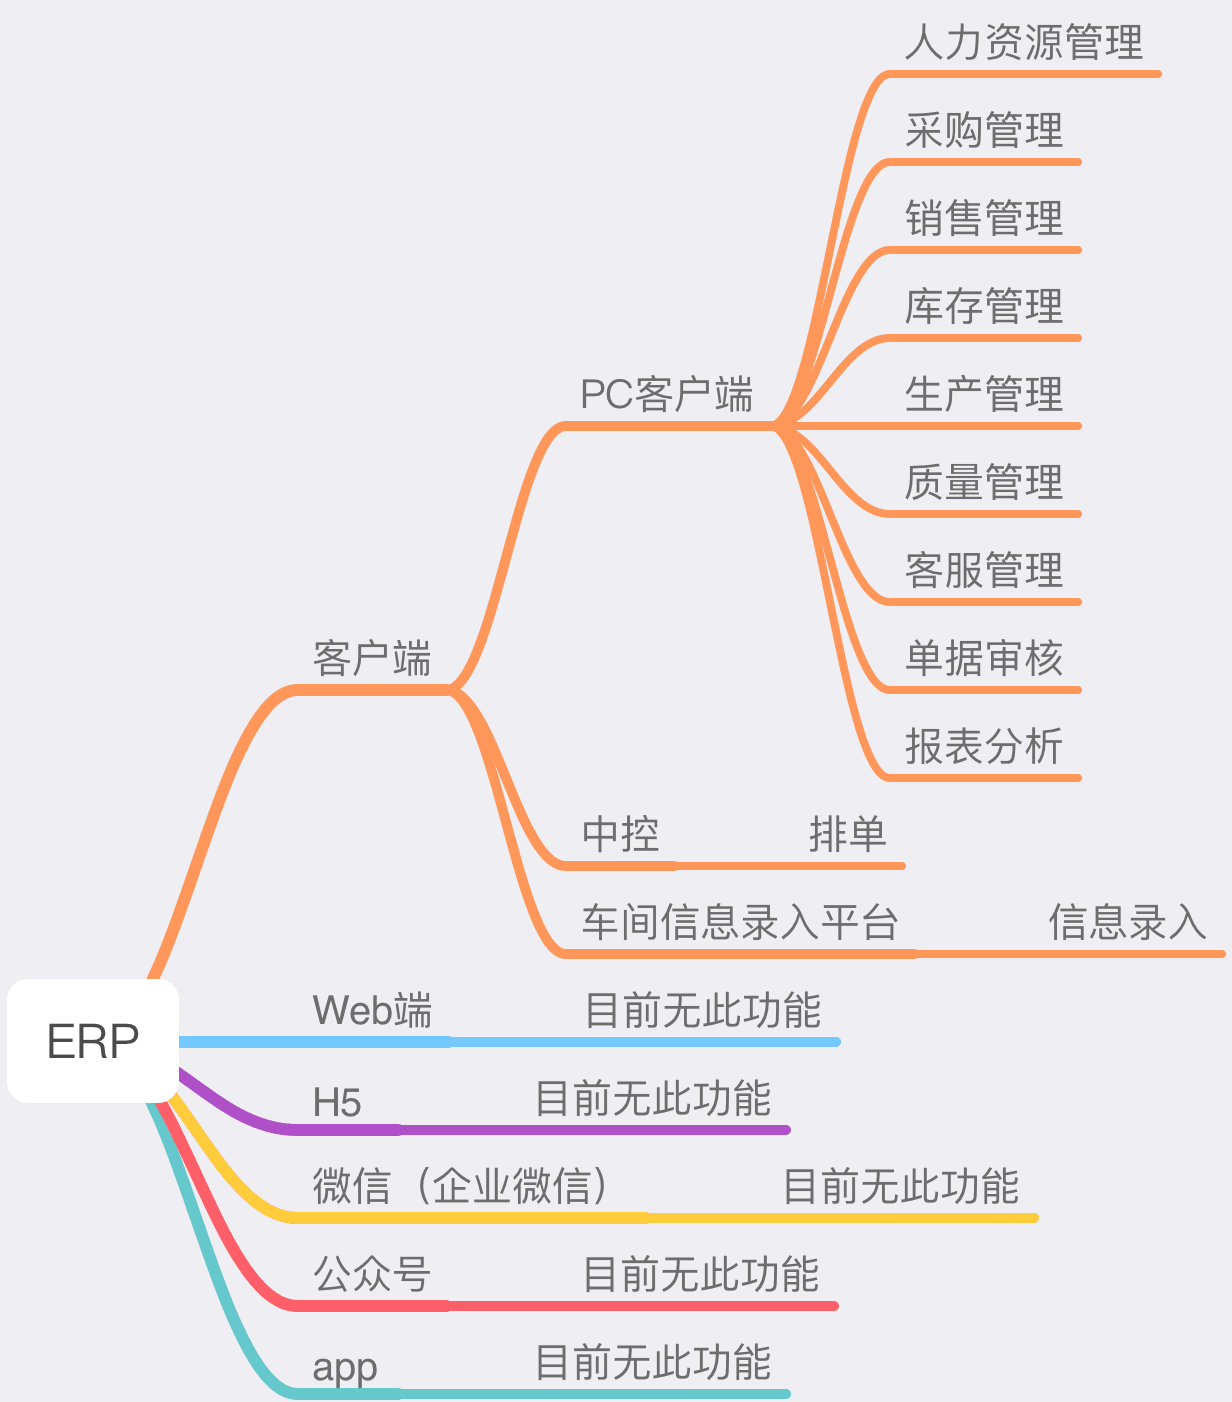 人力资源管理
采购管理
销售管理
库存管理
PC客户端
生产管理
质量管理
客服管理
客户端
单据审核
报表分析
中控 排单
车间信息录入平台 信息录入
Web端 目前无此功能
ERP
H5 目前无此功能
微信（企业微信） 目前无此功能
公众号 目前无此功能
app 目前无此功能